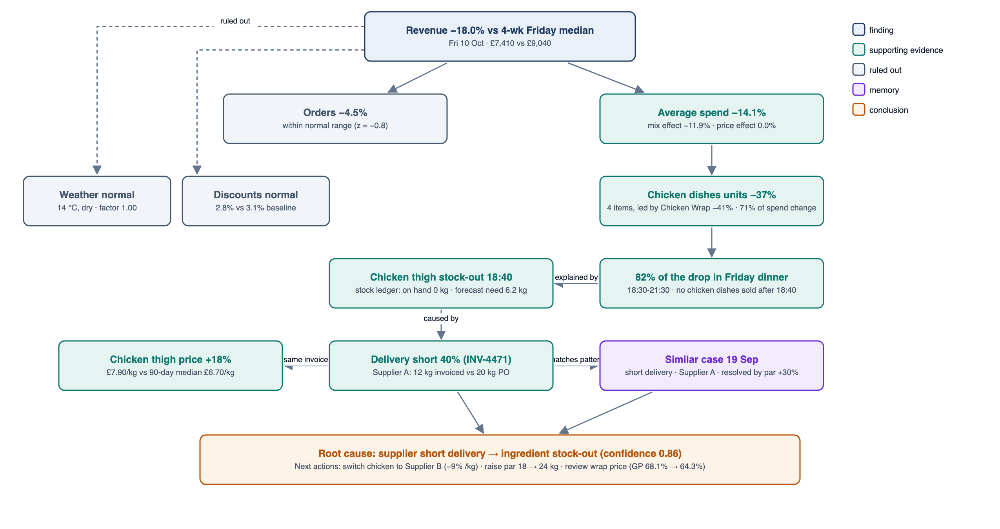 ruled out
Revenue −18.0% vs 4-wk Friday median
Fri 10 Oct · £7,410 vs £9,040
finding
supporting evidence
ruled out
memory
conclusion
Orders −4.5%
within normal range (z = −0.8)
Average spend −14.1%
mix effect −11.9% · price effect 0.0%
Weather normal
14 °C, dry · factor 1.00
Discounts normal
2.8% vs 3.1% baseline
Chicken dishes units −37%
4 items, led by Chicken Wrap −41% · 71% of spend change
Chicken thigh stock-out 18:40
stock ledger: on hand 0 kg · forecast need 6.2 kg
explained by
82% of the drop in Friday dinner
18:30-21:30 · no chicken dishes sold after 18:40
caused by
Chicken thigh price +18%
£7.90/kg vs 90-day median £6.70/kg
same invoice
Delivery short 40% (INV-4471)
Supplier A: 12 kg invoiced vs 20 kg PO
atches patter
Similar case 19 Sep
short delivery · Supplier A · resolved by par +30%
Root cause: supplier short delivery → ingredient stock-out (confidence 0.86)
Next actions: switch chicken to Supplier B (−9% /kg) · raise par 18 → 24 kg · review wrap price (GP 68.1% → 64.3%)